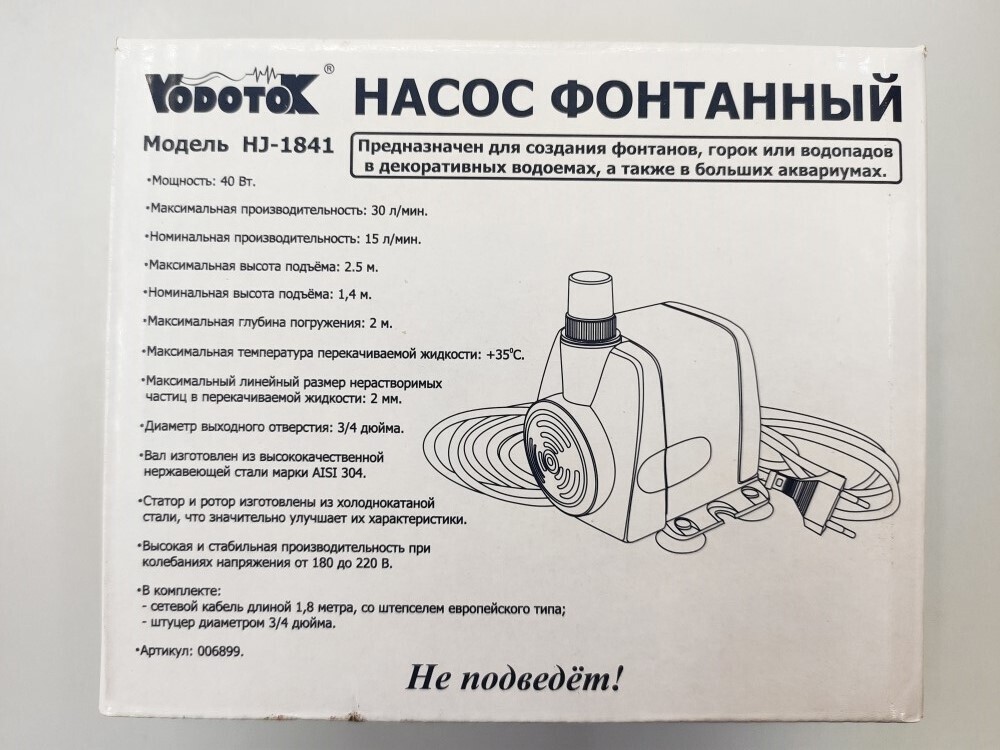 VODOTOK®
НАСОС ФОНТАННЫЙ
Модель HJ-1841
Предназначен для создания фонтанов, горок или водопадов
в декоративных водоемах, а также в больших аквариумах.
•Мощность: 40 Вт.
•Максимальная производительность: 30 л/мин.
•Номинальная производительность: 15 л/мин.
•Максимальная высота подъёма: 2.5 м.
•Номинальная высота подъёма: 1,4 м.
•Максимальная глубина погружения: 2 м.
•Максимальная температура перекачиваемой жидкости: +35°С.
•Максимальный линейный размер нерастворимых
частиц в перекачиваемой жидкости: 2 мм.
•Диаметр выходного отверстия: 3/4 дюйма.
•Вал изготовлен из высококачественной
нержавеющей стали марки AISI 304.
•Статор и ротор изготовлены из холоднокатаной
стали, что значительно улучшает их характеристики.
•Высокая и стабильная производительность при
колебаниях напряжения от 180 до 220 В.
•В комплекте:
- сетевой кабель длиной 1,8 метра, со штепселем европейского типа;
- штуцер диаметром 3/4 дюйма.
•Артикул: 006899.
Не подведёт!